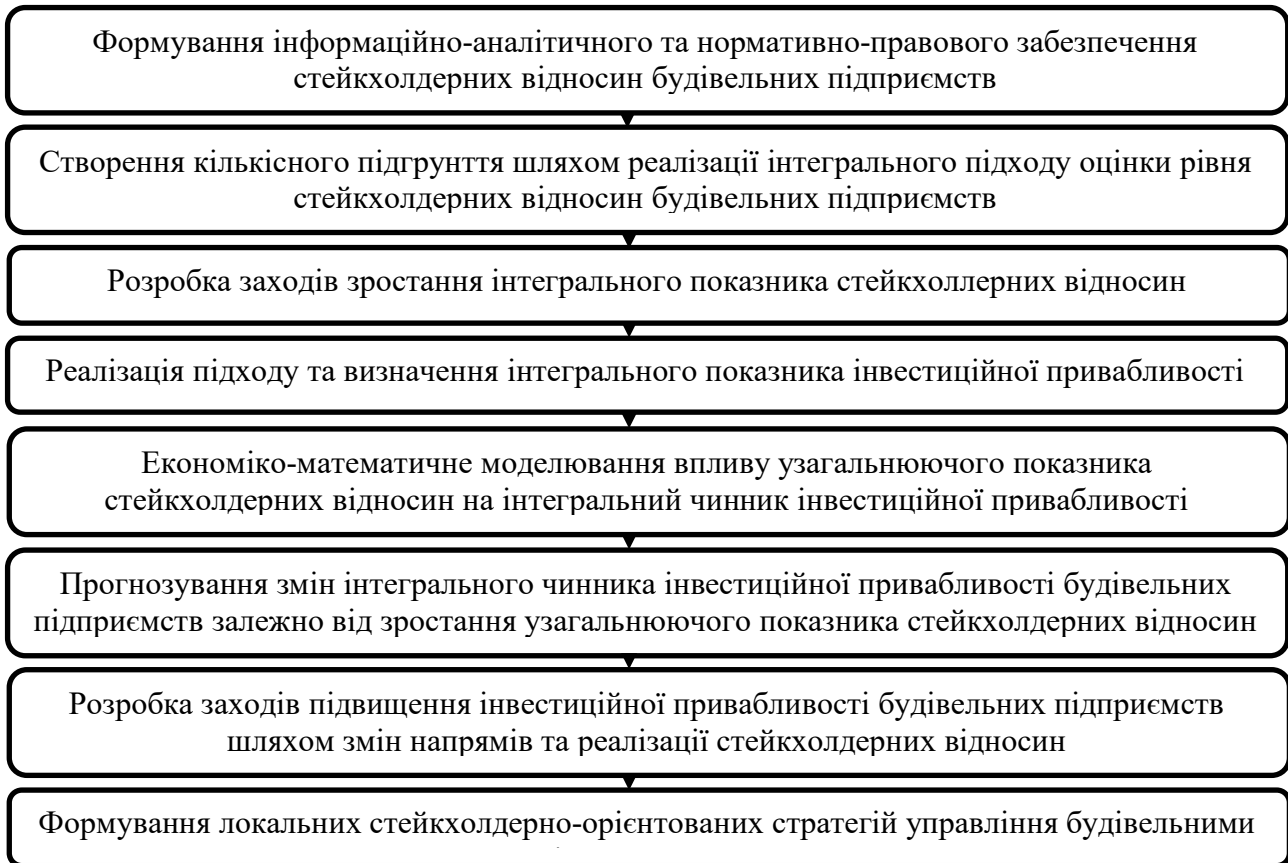 Формування інформаційно-аналітичного та нормативно-правового забезпечення
стейкхолдерних відносин будівельних підприємств
Створення кількісного підгрунття шляхом реалізації інтегрального підходу оцінки рівня
стейкхолдерних відносин будівельних підприємств
Розробка заходів зростання інтегрального показника стейкхоллерних відносин
Реалізація підходу та визначення інтегрального показника інвестиційної привабливості
Економіко-математичне моделювання впливу узагальнюючого показника
стейкхолдерних відносин на інтегральний чинник інвестиційної привабливості
Прогнозування змін інтегрального чинника інвестиційної привабливості будівельних
підприємств залежно від зростання узагальнюючого показника стейкхолдерних відносин
Розробка заходів підвищення інвестиційної привабливості будівельних підприємств
шляхом змін напрямів та реалізації стейкхолдерних відносин
Формування локальних стейкхолдерно-орієнтованих стратегій управління будівельними